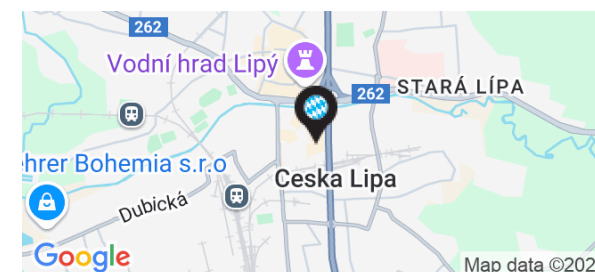 262
Vodní hrad Lipý
262
STARÁ LÍPA
ehrer Bohemia s.r.o
Ceska Lipa
Dubická
Google
Map data ©202